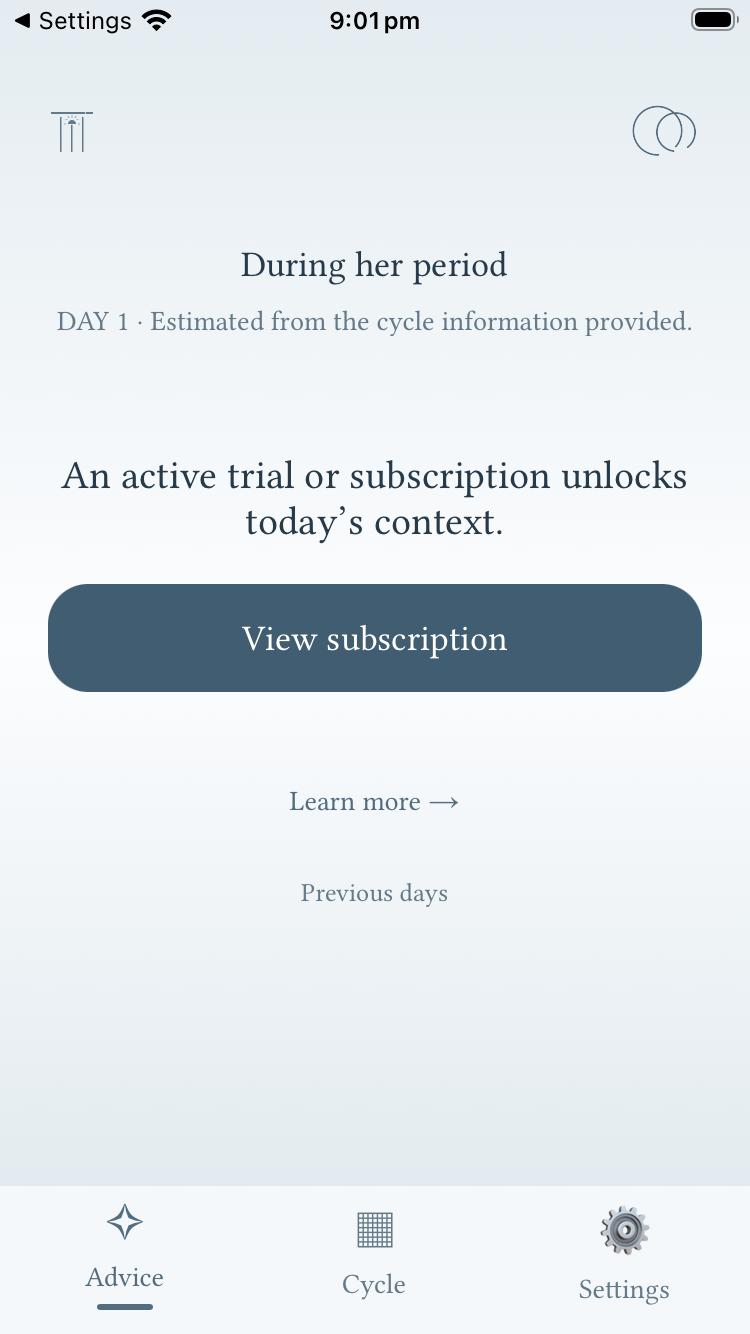 Settings
9:01 pm
During her period
DAY 1 · Estimated from the cycle information provided.
An active trial or subscription unlocks
today’s context.
View subscription
Learn more →
Previous days
Advice
Cycle
Settings